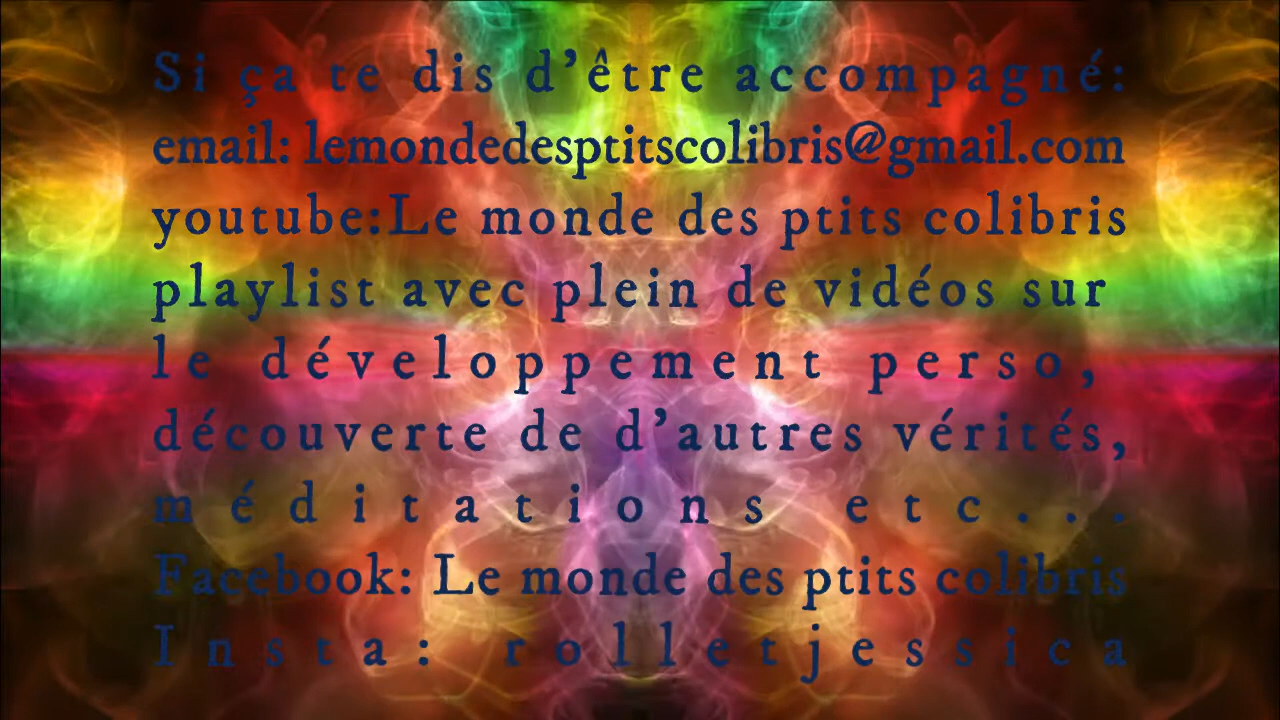 Si ça te dis d'être accompagné:
email: lemondedesptitscolibris@gmail.com
youtube:Le monde des ptits colibris
playlist avec plein de vidéos sur
le développement perso,
découverte de d'autres vérités,
méditations etc...
Facebook: Le monde des ptits colibris
Insta: rolletjessica